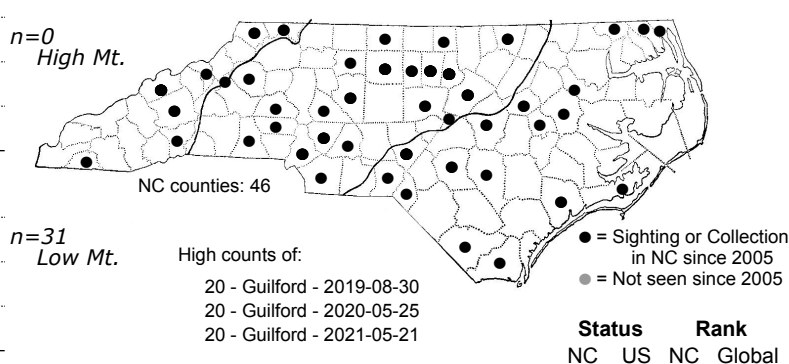 n=0
High Mt.
NC counties: 46
n=31
Low Mt.
High counts of:
20 - Guilford - 2019-08-30
20 - Guilford - 2020-05-25
20 - Guilford - 2021-05-21
= Sighting or Collection
in NC since 2005
= Not seen since 2005
Status Rank
NC US NC Global